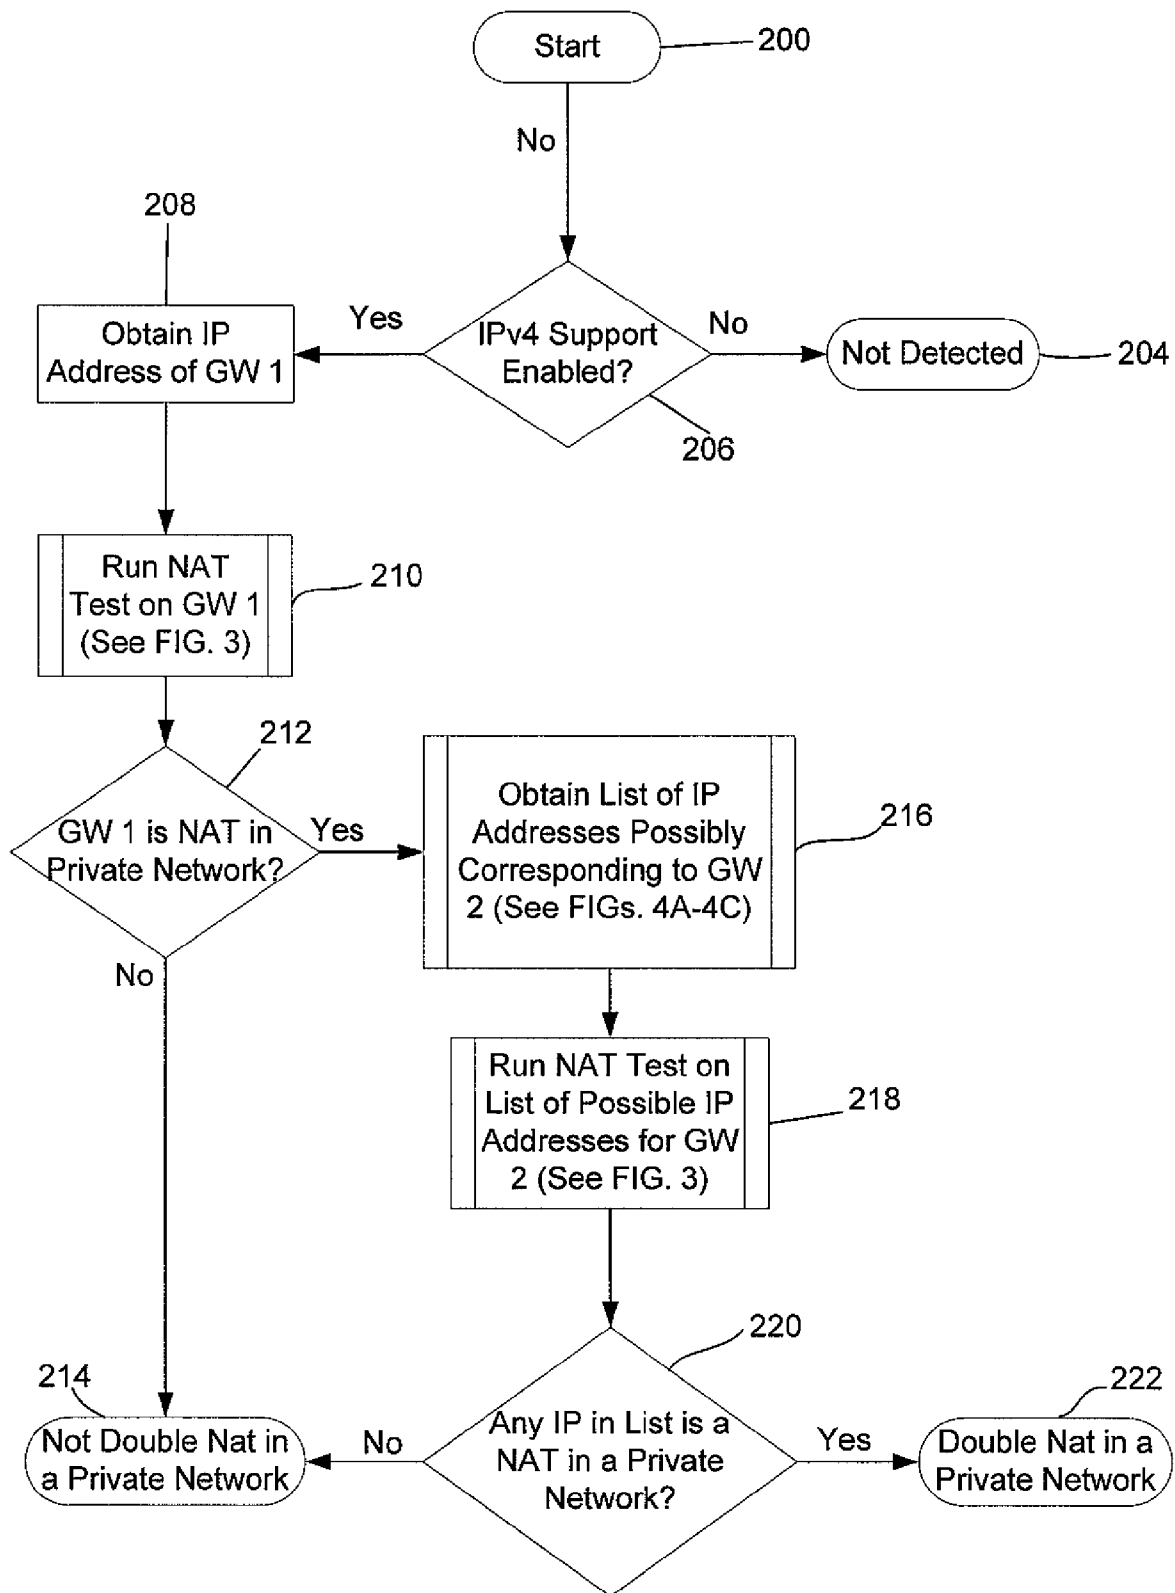 Start
200
No
208
Obtain IP
Address of GW 1
Yes
IPv4 Support
Enabled?
No
Not Detected
204
206
Run NAT
Test on GW 1
(See FIG. 3)
210
212
GW 1 is NAT in
Private Network?
Yes
Obtain List of IP
Addresses Possibly
Corresponding to GW
2 (See FIGs. 4A-4C)
216
No
Run NAT Test on
List of Possible IP
Addresses for GW
2 (See FIG. 3)
218
220
214
Not Double Nat in
a Private Network
No
Any IP in List is a
NAT in a Private
Network?
Yes
222
Double Nat in a
Private Network